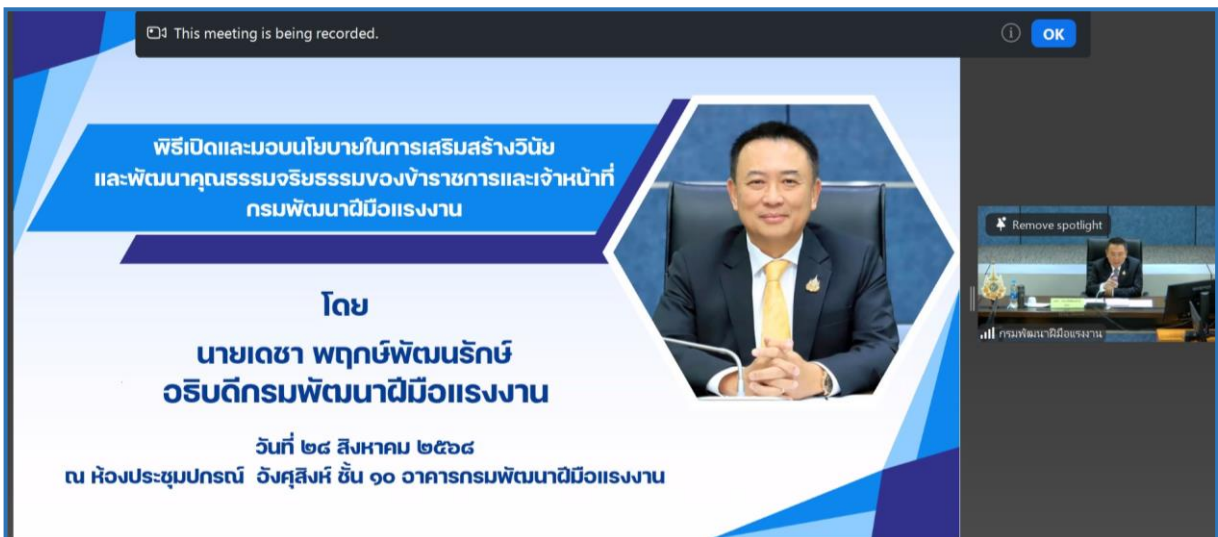 This meeting is being recorded.
OK
พิธีเปิดและมอบนโยบายในการเสริมสร้างวินัย
และพัฒนาคุณธรรมจริยธรรมของข้าราชการและเจ้าหน้าที่
กรมพัฒนาฝีมือแรงงาน
โดย
นายเดชา พฤกษ์พัฒนรักษ์
อธิบดีกรมพัฒนาฝีมือแรงงาน
วันที่ ๒๘ สิงหาคม ๒๕๖๘
ณ ห้องประชุมปกรณ์ อังศุสิงห์ ชั้น ๑๐ อาคารกรมพัฒนาฝีมือแรงงาน
Remove spotlight
กรมพัฒนาฝีมือแรงงาน